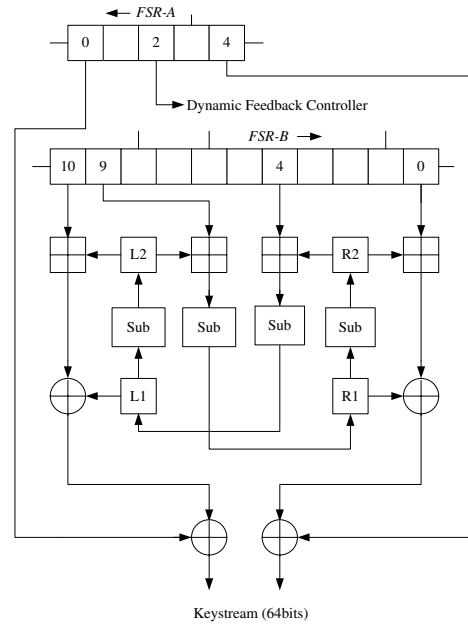 FSR-A
0 2 4
Dynamic Feedback Controller
FSR-B
10 9 4 0
L2 R2
Sub Sub Sub Sub
L1 R1
Keystream (64bits)